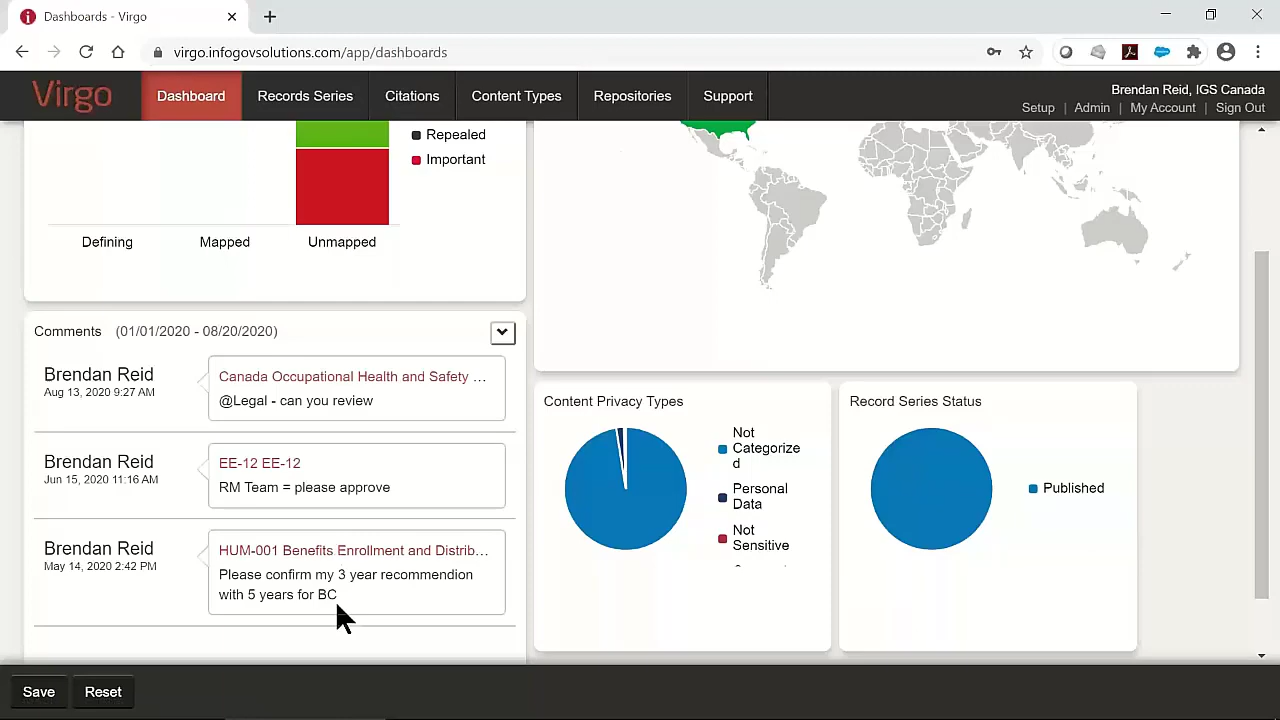 Dashboards - Virgo
virgo.infogovsolutions.com/app/dashboards
Virgo
Dashboard
Records Series
Citations
Content Types
Repositories
Support
Brendan Reid, IGS Canada
Setup | Admin | My Account | Sign Out
Repealed
Important
Defining
Mapped
Unmapped
Comments (01/01/2020 - 08/20/2020)
Brendan Reid
Aug 13, 2020 9:27 AM
Canada Occupational Health and Safety ...
@Legal - can you review
Brendan Reid
Jun 15, 2020 11:16 AM
EE-12 EE-12
RM Team = please approve
Brendan Reid
May 14, 2020 2:42 PM
HUM-001 Benefits Enrollment and Distrib...
Please confirm my 3 year recommendion
with 5 years for BC
Content Privacy Types
Not
Categorize
d
Personal
Data
Not
Sensitive
Record Series Status
Published
Save
Reset